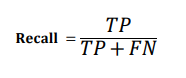 Recall = TP / TP + FN